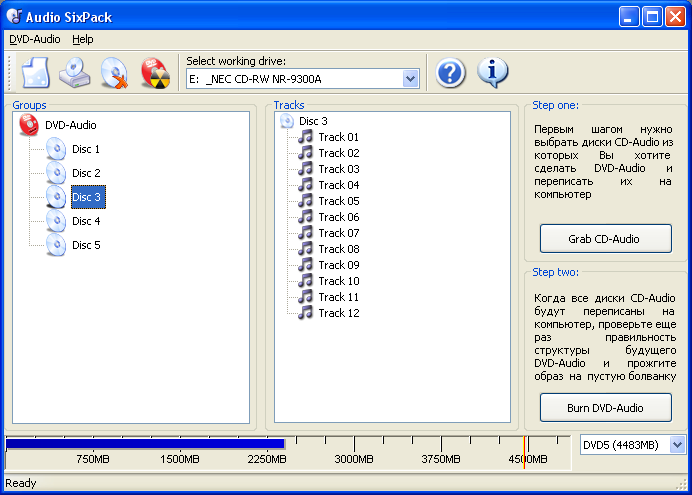 Audio SixPack
DVD-Audio Help
Select working drive:
E: _NEC CD-RW NR-9300A
Groups
DVD-Audio
Disc 1
Disc 2
Disc 3
Disc 4
Disc 5
Tracks
Disc 3
Track 01
Track 02
Track 03
Track 04
Track 05
Track 06
Track 07
Track 08
Track 09
Track 10
Track 11
Track 12
Step one:
Первым шагом нужно
выбрать диски CD-Audio из
которых Вы хотите
сделать DVD-Audio и
переписать их на
компьютер
Grab CD-Audio
Step two:
Когда все диски CD-Audio
будут переписаны на
компьютер, проверьте еще
раз правильность
структуры будущего
DVD-Audio и прожгите
образ на пустую болванку
Burn DVD-Audio
750MB 1500MB 2250MB 3000MB 3750MB 4500MB
DVD5 (4483MB)
Ready